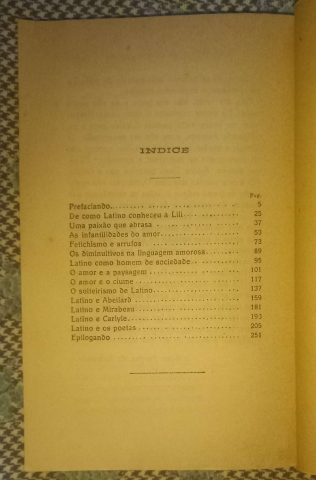 INDICE
Pag.
Prefaciando. 5
De como Latino conheceu a Lili 25
Uma paixão que abrasa 37
As infantilidades do amor 53
Fetichismo e arrufos 73
Os diminutivos na linguagem amorosa 89
Latino como homem de sociedade 95
O amor e a paysagem 101
O amor e o ciume 117
O solteirismo de Latino 137
Latino e Abeilard 159
Latino e Mirabeau 181
Latino e Carlyle 193
Latino e os poetas 205
Epilogando 251